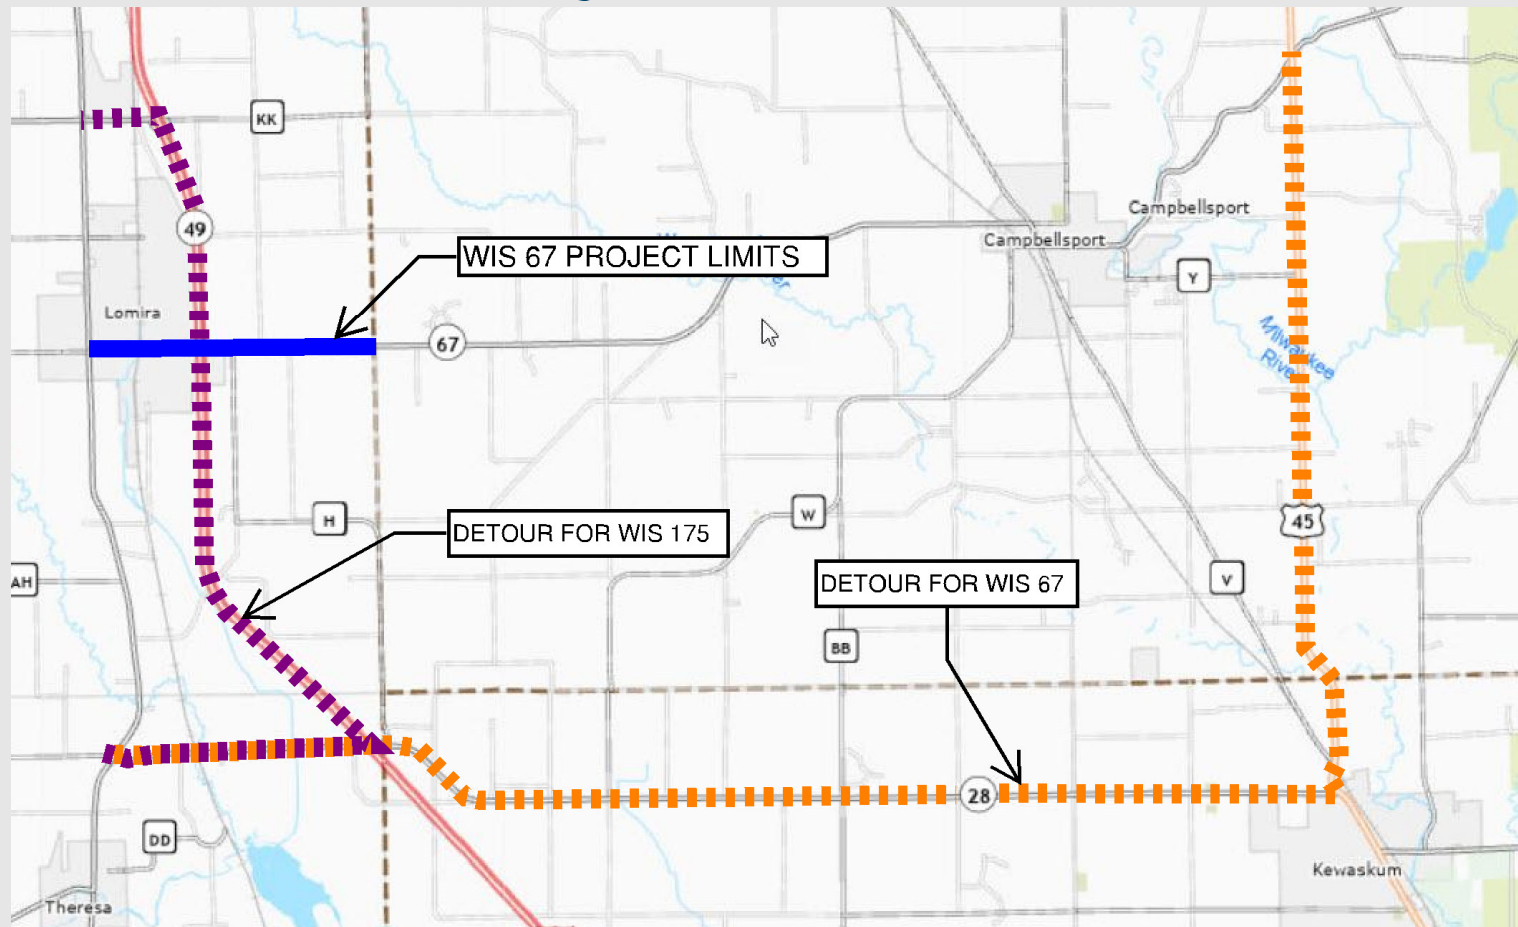 KK
49
Campbellsport
Campbellsport
WIS 67 PROJECT LIMITS
Y
Lomira
67
Milwaukee
River
W
H
45
DETOUR FOR WIS 175
AH
DETOUR FOR WIS 67
V
BB
28
DD
Kewaskum
Theresa